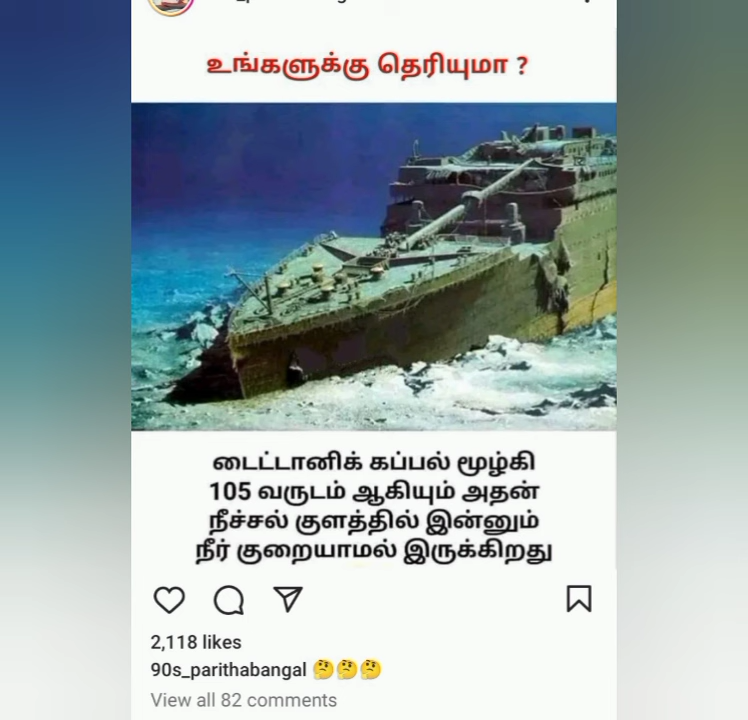 உங்களுக்கு தெரியுமா ?
டைட்டானிக் கப்பல் மூழ்கி
105 வருடம் ஆகியும் அதன்
நீச்சல் குளத்தில் இன்னும்
நீர் குறையாமல் இருக்கிறது
2,118 likes
90s_parithabangal 🤔🤔🤔
View all 82 comments